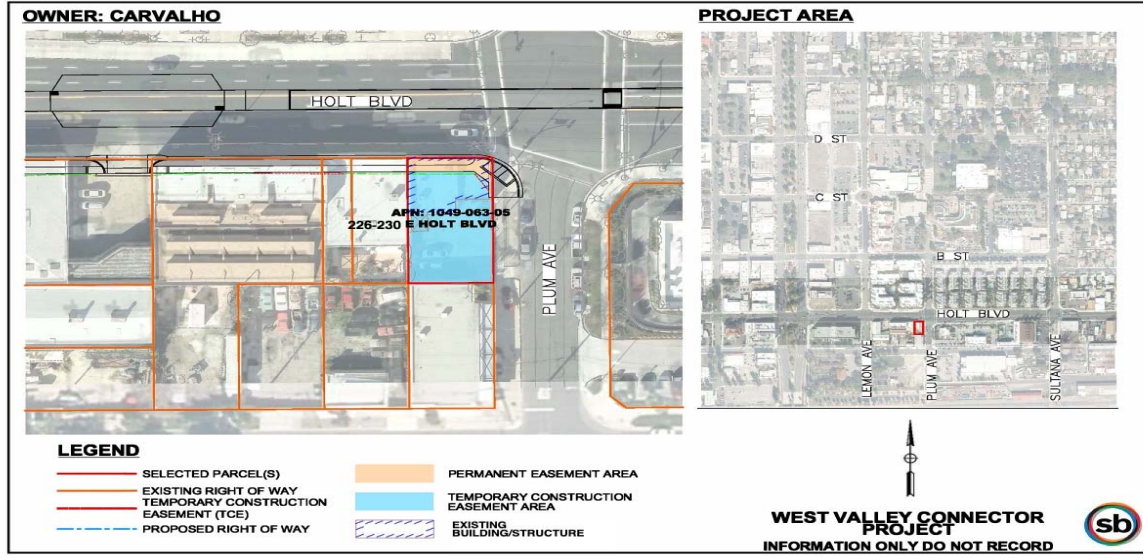 OWNER: CARVALHO
HOLT BLVD
APN: 1049-063-05
226-230 E HOLT BLVD
PLUM AVE
PROJECT AREA
D ST
C ST
B ST
HOLT BLVD
LEMON AVE
PLUM AVE
SULTANA AVE
LEGEND
SELECTED PARCEL(S)
EXISTING RIGHT OF WAY
TEMPORARY CONSTRUCTION
EASEMENT (TCE)
PROPOSED RIGHT OF WAY
PERMANENT EASEMENT AREA
TEMPORARY CONSTRUCTION
EASEMENT AREA
EXISTING
BUILDING/STRUCTURE
WEST VALLEY CONNECTOR
PROJECT
INFORMATION ONLY DO NOT RECORD
sb